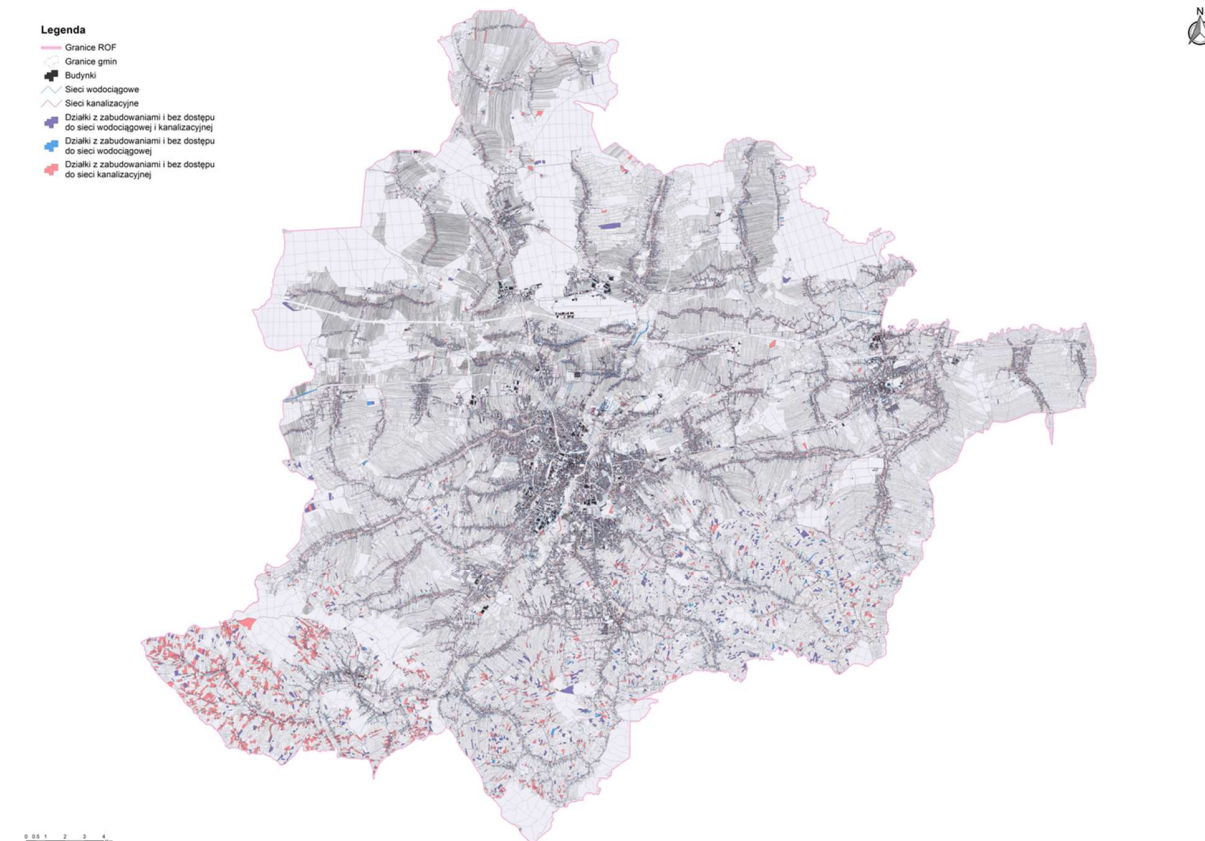 N
Legenda
Granice ROF
Granice gmin
Budynki
Sieci wodociągowe
Sieci kanalizacyjne
Działki z zabudowaniami i bez dostępu
do sieci wodociągowej i kanalizacyjnej
Działki z zabudowaniami i bez dostępu
do sieci wodociągowej
Działki z zabudowaniami i bez dostępu
do sieci kanalizacyjnej
0 0.5 1 2 3 4